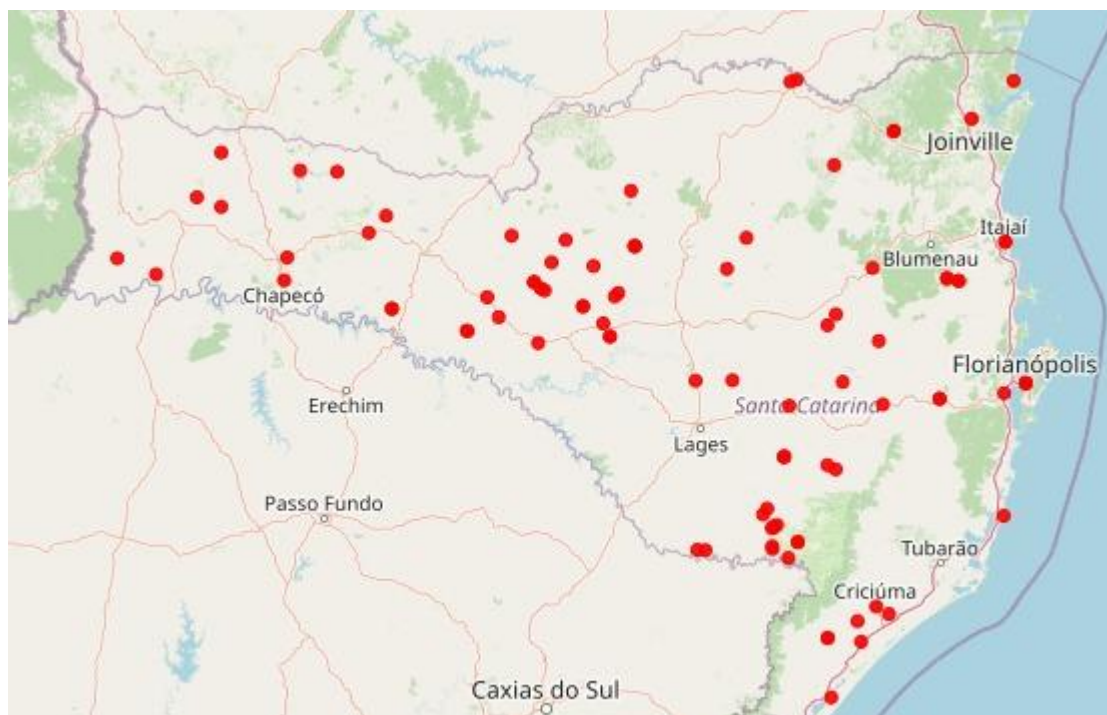 Joinville
Itajaí
Blumenau
Chapecó
Florianópolis
Erechim
Santa Catarina
Lages
Passo Fundo
Tubarão
Criciúma
Caxias do Sul